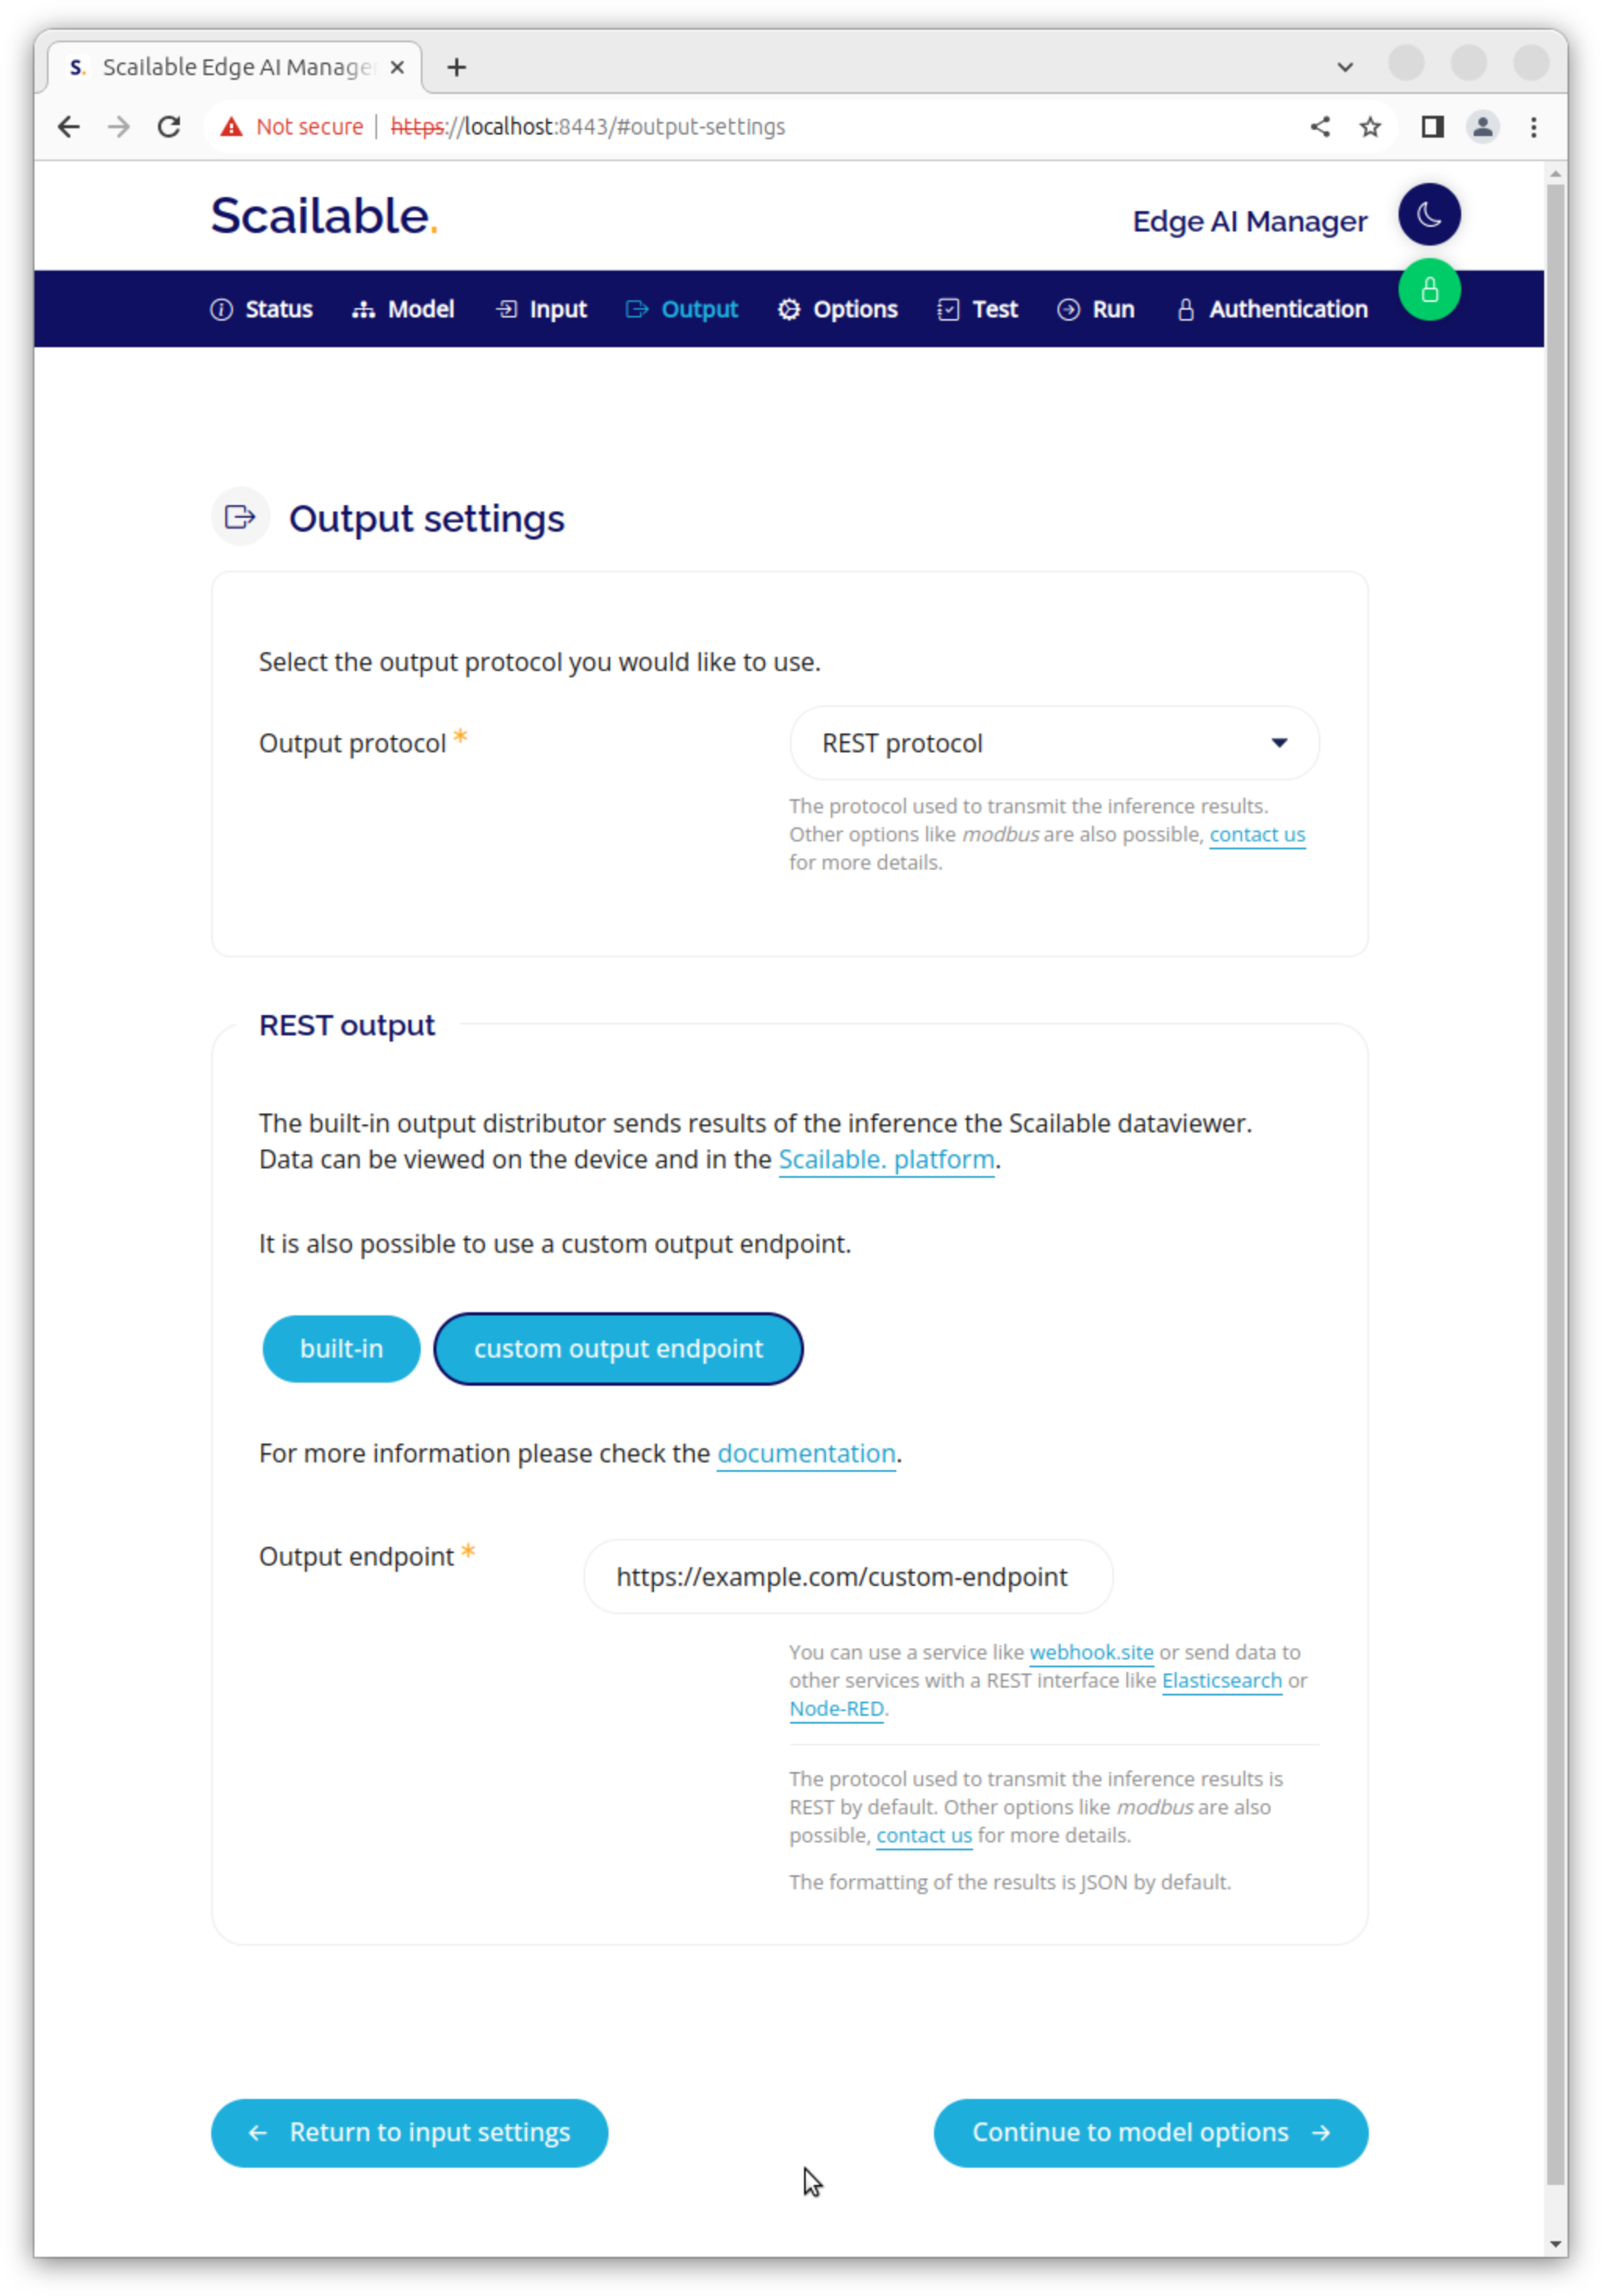 S. Scailable Edge AI Manage
Not secure https://localhost:8443/#output-settings
Scailable.
Edge AI Manager
Status Model Input Output Options Test Run Authentication
Output settings
Select the output protocol you would like to use.
Output protocol *
REST protocol
The protocol used to transmit the inference results.
Other options like modbus are also possible, contact us
for more details.
REST output
The built-in output distributor sends results of the inference the Scailable dataviewer.
Data can be viewed on the device and in the Scailable. platform.
It is also possible to use a custom output endpoint.
built-in custom output endpoint
For more information please check the documentation.
Output endpoint *
https://example.com/custom-endpoint
You can use a service like webhook.site or send data to
other services with a REST interface like Elasticsearch or
Node-RED.
The protocol used to transmit the inference results is
REST by default. Other options like modbus are also
possible, contact us for more details.
The formatting of the results is JSON by default.
← Return to input settings
Continue to model options →